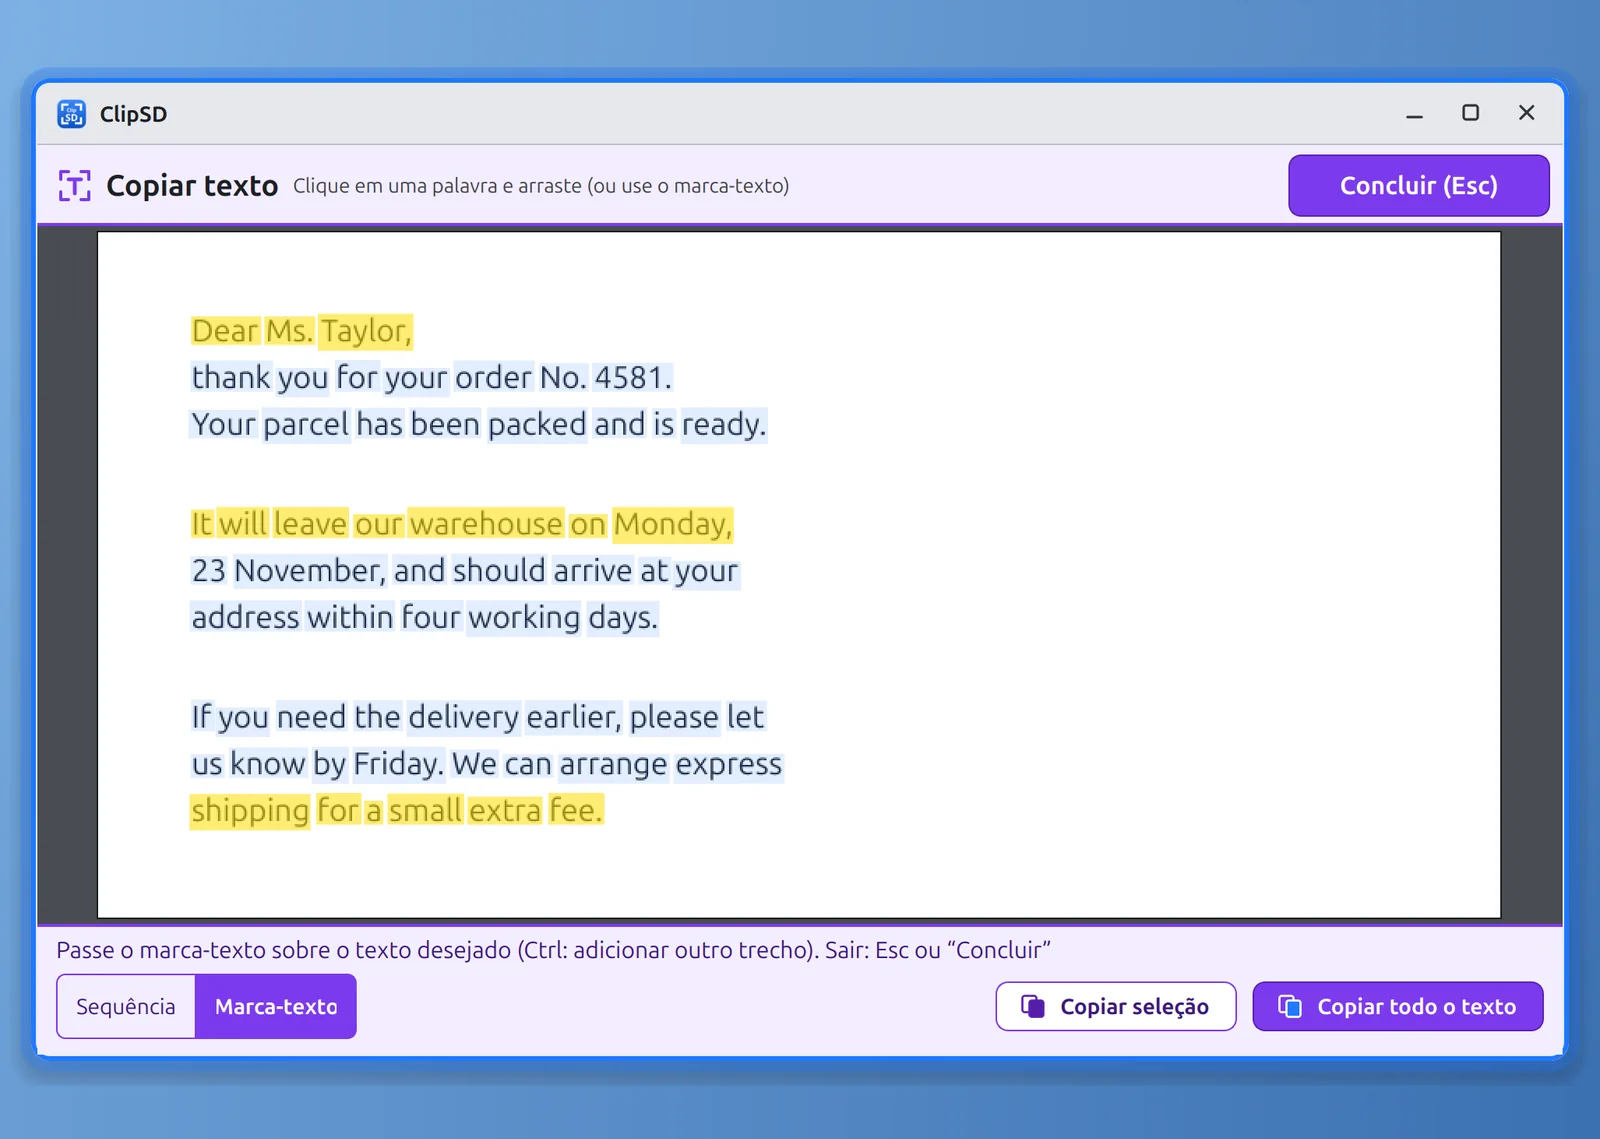 ClipSD
Copiar texto Clique em uma palavra e arraste (ou use o marca-texto)
Concluir (Esc)
Dear Ms. Taylor,
thank you for your order No. 4581.
Your parcel has been packed and is ready.
It will leave our warehouse on Monday,
23 November, and should arrive at your
address within four working days.
If you need the delivery earlier, please let
us know by Friday. We can arrange express
shipping for a small extra fee.
Passe o marca-texto sobre o texto desejado (Ctrl: adicionar outro trecho). Sair: Esc ou “Concluir”
Sequência Marca-texto
Copiar seleção Copiar todo o texto